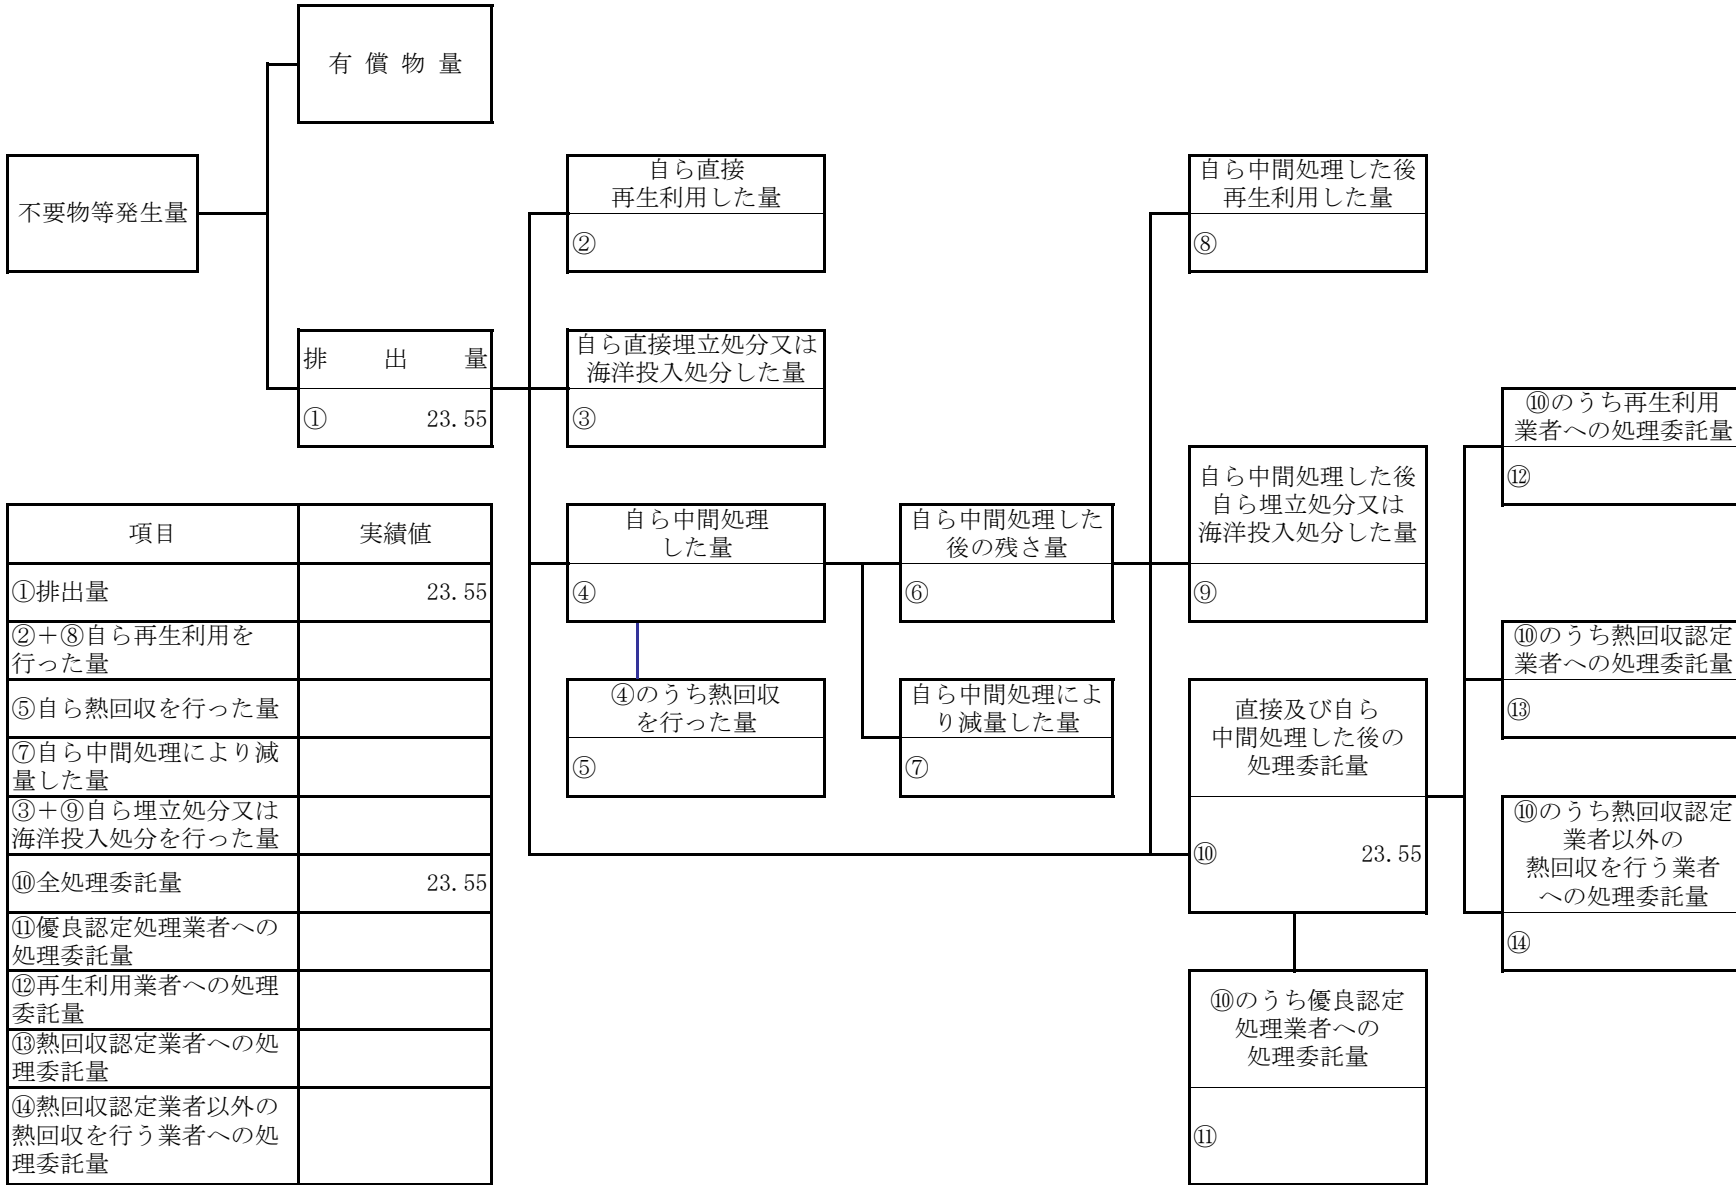 有償物量
不要物等発生量
自ら直接
再生利用した量
②
自ら中間処理した後
再生利用した量
⑧
排出量
① 23.55
自ら直接埋立処分又は
海洋投入処分した量
③
⑩のうち再生利用
業者への処理委託量
⑫
自ら中間処理した後
自ら埋立処分又は
海洋投入処分した量
⑨
自ら中間処理
した量
④
自ら中間処理した
後の残さ量
⑥
⑩のうち熱回収認定
業者への処理委託量
⑬
④のうち熱回収
を行った量
⑤
自ら中間処理によ
り減量した量
⑦
直接及び自ら
中間処理した後の
処理委託量
⑩ 23.55
⑩のうち熱回収認定
業者以外の
熱回収を行う業者
への処理委託量
⑭
⑩のうち優良認定
処理業者への
処理委託量
⑪
項目 実績値
①排出量 23.55
②＋⑧自ら再生利用を
行った量
⑤自ら熱回収を行った量
⑦自ら中間処理により減
量した量
③＋⑨自ら埋立処分又は
海洋投入処分を行った量
⑩全処理委託量 23.55
⑪優良認定処理業者への
処理委託量
⑫再生利用業者への処理
委託量
⑬熱回収認定業者への処
理委託量
⑭熱回収認定業者以外の
熱回収を行う業者への処
理委託量